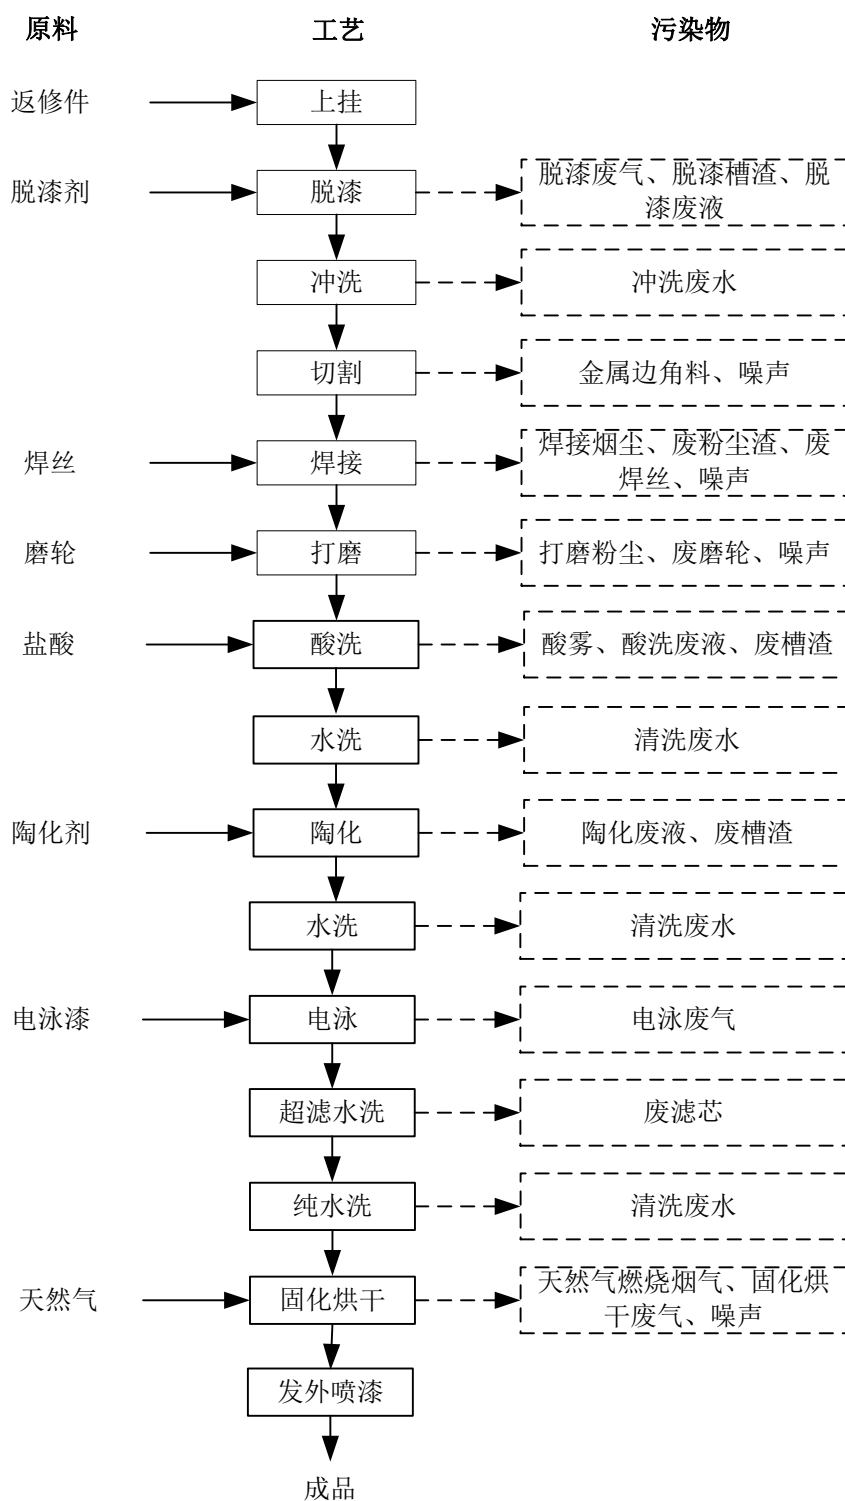 原料 工艺 污染物
返修件 上挂
脱漆剂 脱漆 脱漆废气、脱漆槽渣、脱
漆废液
冲洗 冲洗废水
切割 金属边角料、噪声
焊丝 焊接 焊接烟尘、废粉尘渣、废
焊丝、噪声
磨轮 打磨 打磨粉尘、废磨轮、噪声
盐酸 酸洗 酸雾、酸洗废液、废槽渣
水洗 清洗废水
陶化剂 陶化 陶化废液、废槽渣
水洗 清洗废水
电泳漆 电泳 电泳废气
超滤水洗 废滤芯
纯水洗 清洗废水
天然气 固化烘干 天然气燃烧烟气、固化烘
干废气、噪声
发外喷漆
成品